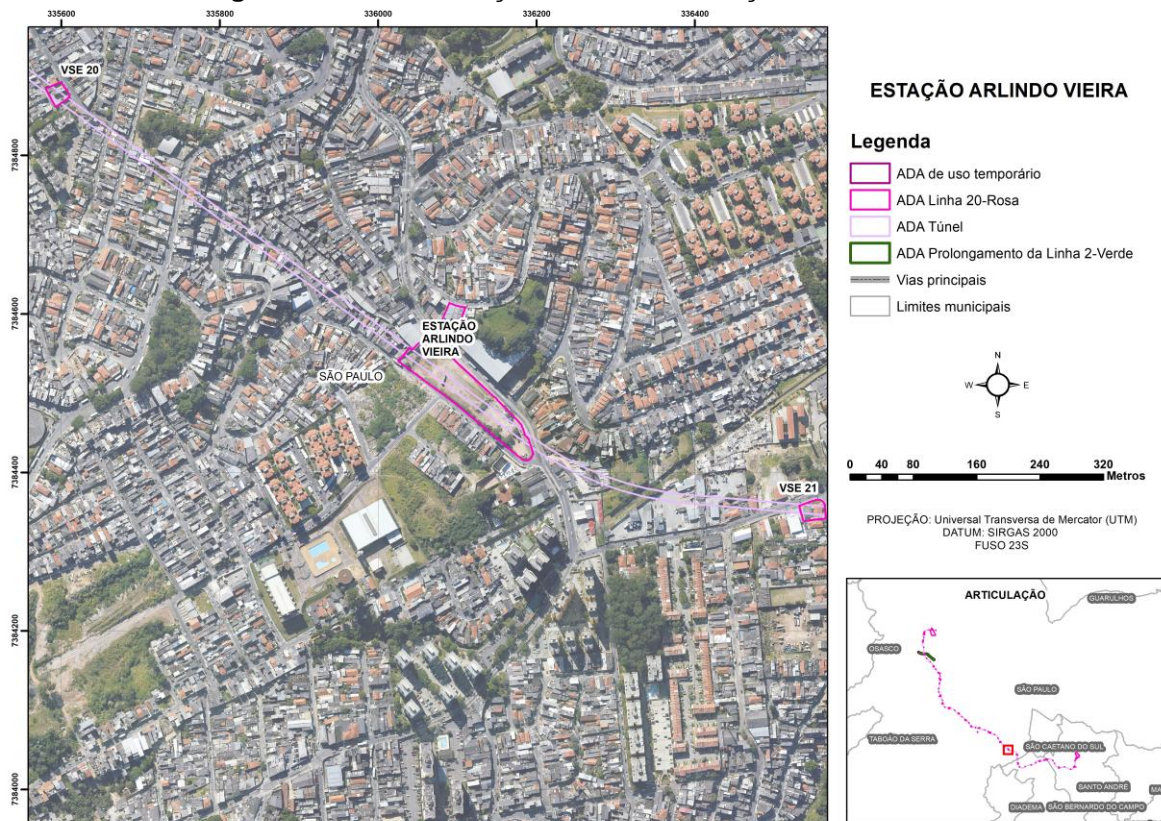 335600 335800 336000 336200 336400
7384800
7384600
7384400
7384200
7384000
VSE 20
ESTAÇÃO
ARLINDO
VIEIRA
SÃO PAULO
VSE 21
ESTAÇÃO ARLINDO VIEIRA
Legenda
ADA de uso temporário
ADA Linha 20-Rosa
ADA Túnel
ADA Prolongamento da Linha 2-Verde
Vias principais
Limites municipais
N
W E
S
0 40 80 160 240 320
Metros
PROJEÇÃO: Universal Transversa de Mercator (UTM)
DATUM: SIRGAS 2000
FUSO 23S
ARTICULAÇÃO
GUARULHOS
OSASCO
SÃO PAULO
TABOÃO DA SERRA
SÃO CAETANO DO SUL
SANTO ANDRÉ
MA
DIADEMA
SÃO BERNARDO DO CAMPO